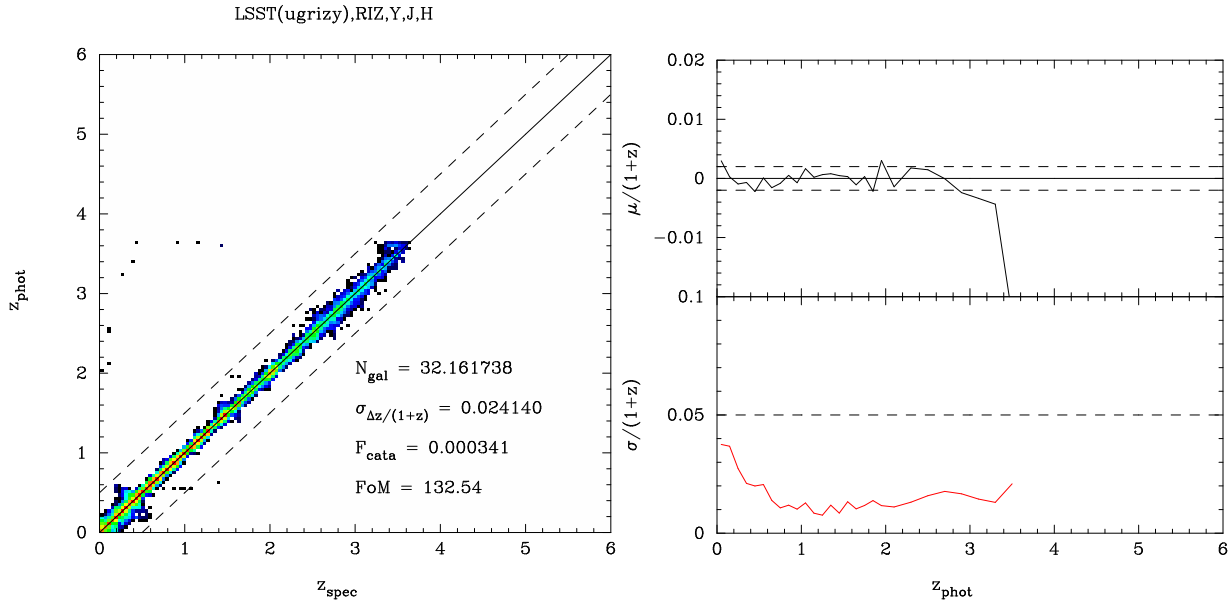 LSST(ugrizy),RIZ,Y,J,H
6
5
4
3
2
1
0
z_phot
N_gal = 32.161738
σ_Δz/(1+z) = 0.024140
F_cata = 0.000341
FoM = 132.54
0 1 2 3 4 5 6
z_spec
0.02
0.01
0
−0.01
μ/(1+z)
0.1
0.05
0
σ/(1+z)
0 1 2 3 4 5 6
z_phot